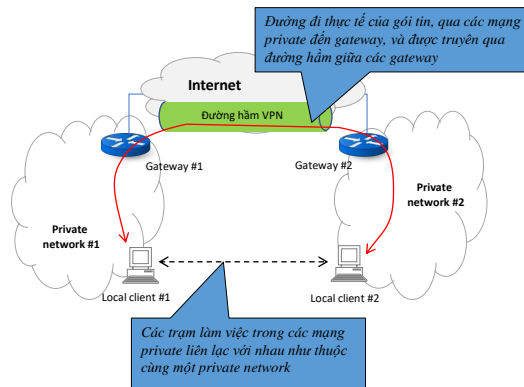 Đường đi thực tế của gói tin, qua các mạng
private đến gateway, và được truyền qua
đường hầm giữa các gateway
Internet
Đường hầm VPN
Gateway #1
Gateway #2
Private
network #2
Private
network #1
Local client #1
Local client #2
Các trạm làm việc trong các mạng
private liên lạc với nhau như thuộc
cùng một private network